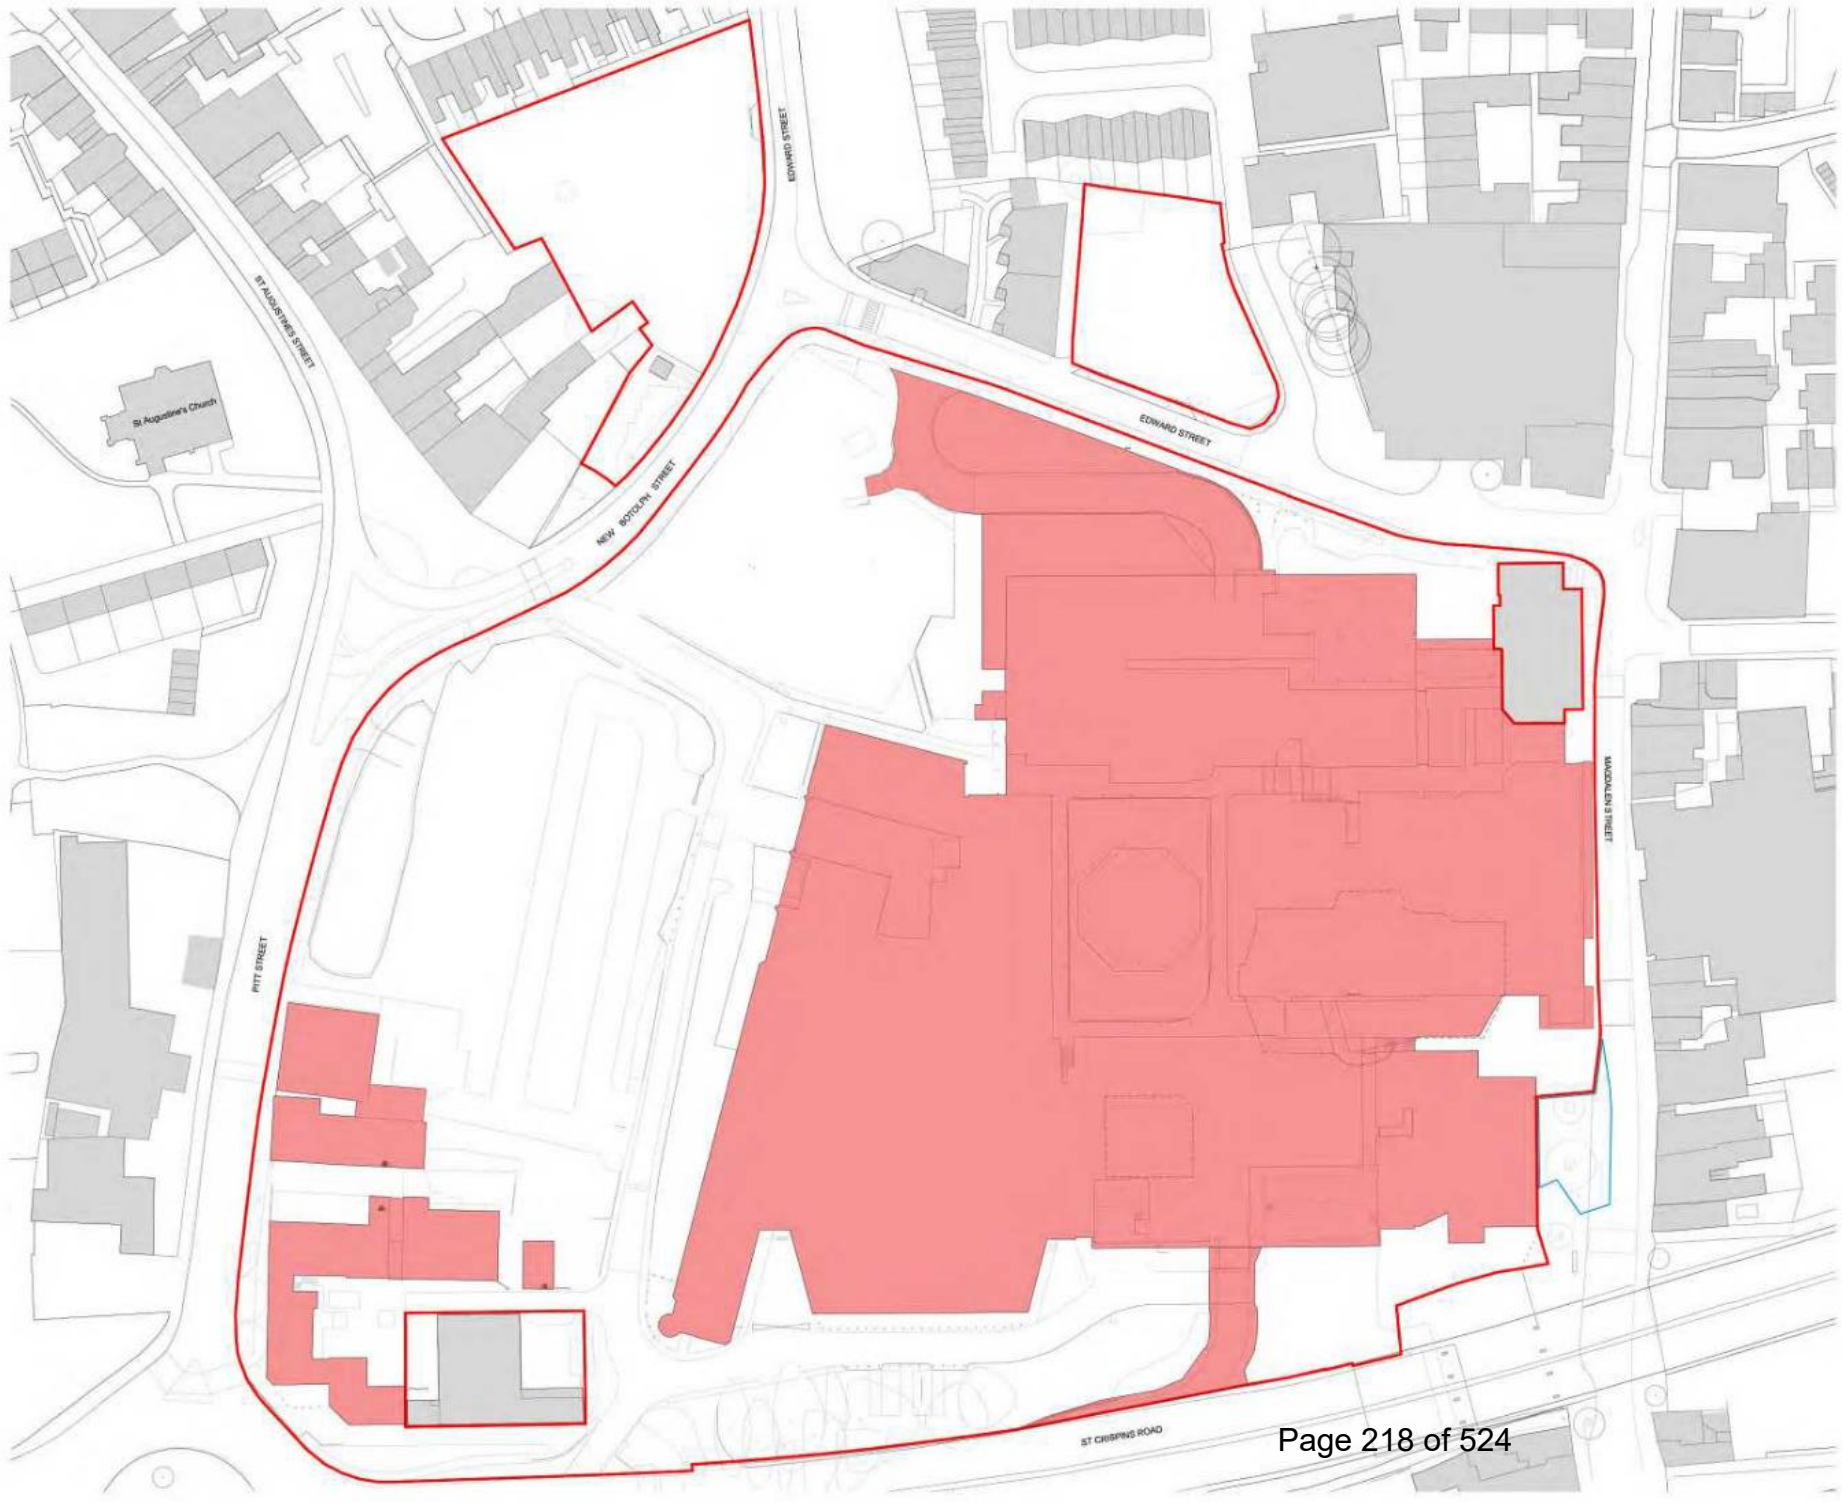 EDWARD STREET
ST AUGUSTINES STREET
St Augustine's Church
EDWARD STREET
NEW BOTOLPH STREET
MAGDALEN STREET
PITT STREET
ST CRISPINS ROAD
Page 218 of 524